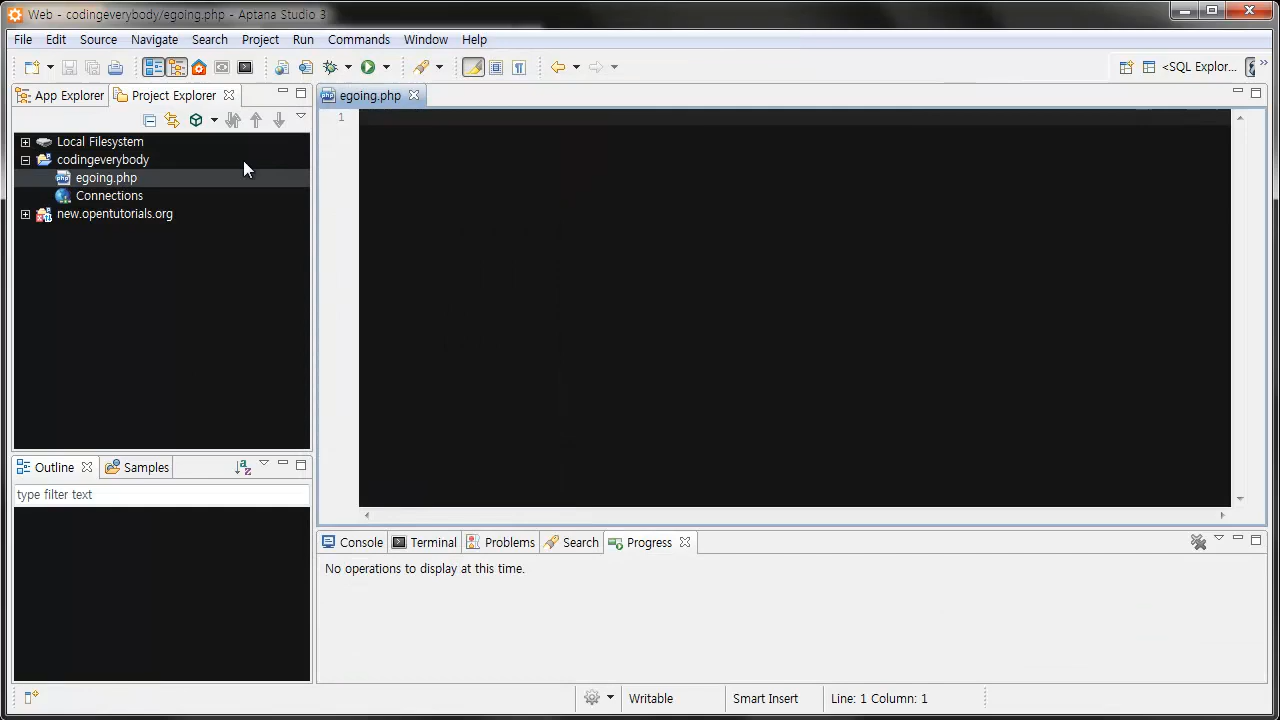 Web - codingeverybody/egoing.php - Aptana Studio 3
File Edit Source Navigate Search Project Run Commands Window Help
<SQL Explor...
App Explorer Project Explorer
egoing.php
1
Local Filesystem
codingeverybody
egoing.php
Connections
new.opentutorials.org
Outline Samples
type filter text
Console Terminal Problems Search Progress
No operations to display at this time.
Writable Smart Insert Line: 1 Column: 1